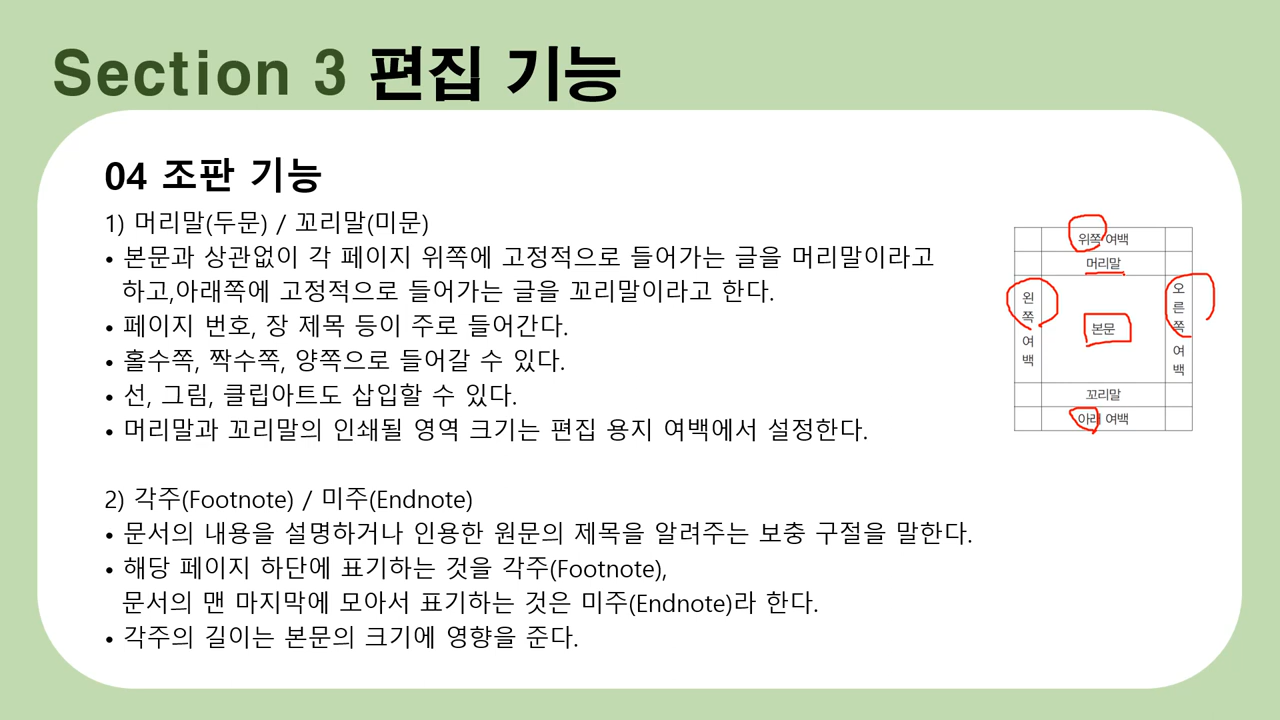 Section 3 편집 기능
04 조판 기능
1) 머리말(두문) / 꼬리말(미문)
• 본문과 상관없이 각 페이지 위쪽에 고정적으로 들어가는 글을 머리말이라고
하고,아래쪽에 고정적으로 들어가는 글을 꼬리말이라고 한다.
• 페이지 번호, 장 제목 등이 주로 들어간다.
• 홀수쪽, 짝수쪽, 양쪽으로 들어갈 수 있다.
• 선, 그림, 클립아트도 삽입할 수 있다.
• 머리말과 꼬리말의 인쇄될 영역 크기는 편집 용지 여백에서 설정한다.
2) 각주(Footnote) / 미주(Endnote)
• 문서의 내용을 설명하거나 인용한 원문의 제목을 알려주는 보충 구절을 말한다.
• 해당 페이지 하단에 표기하는 것을 각주(Footnote),
문서의 맨 마지막에 모아서 표기하는 것은 미주(Endnote)라 한다.
• 각주의 길이는 본문의 크기에 영향을 준다.
위쪽 여백
머리말
왼쪽 여백
본문
오른쪽 여백
꼬리말
아래 여백